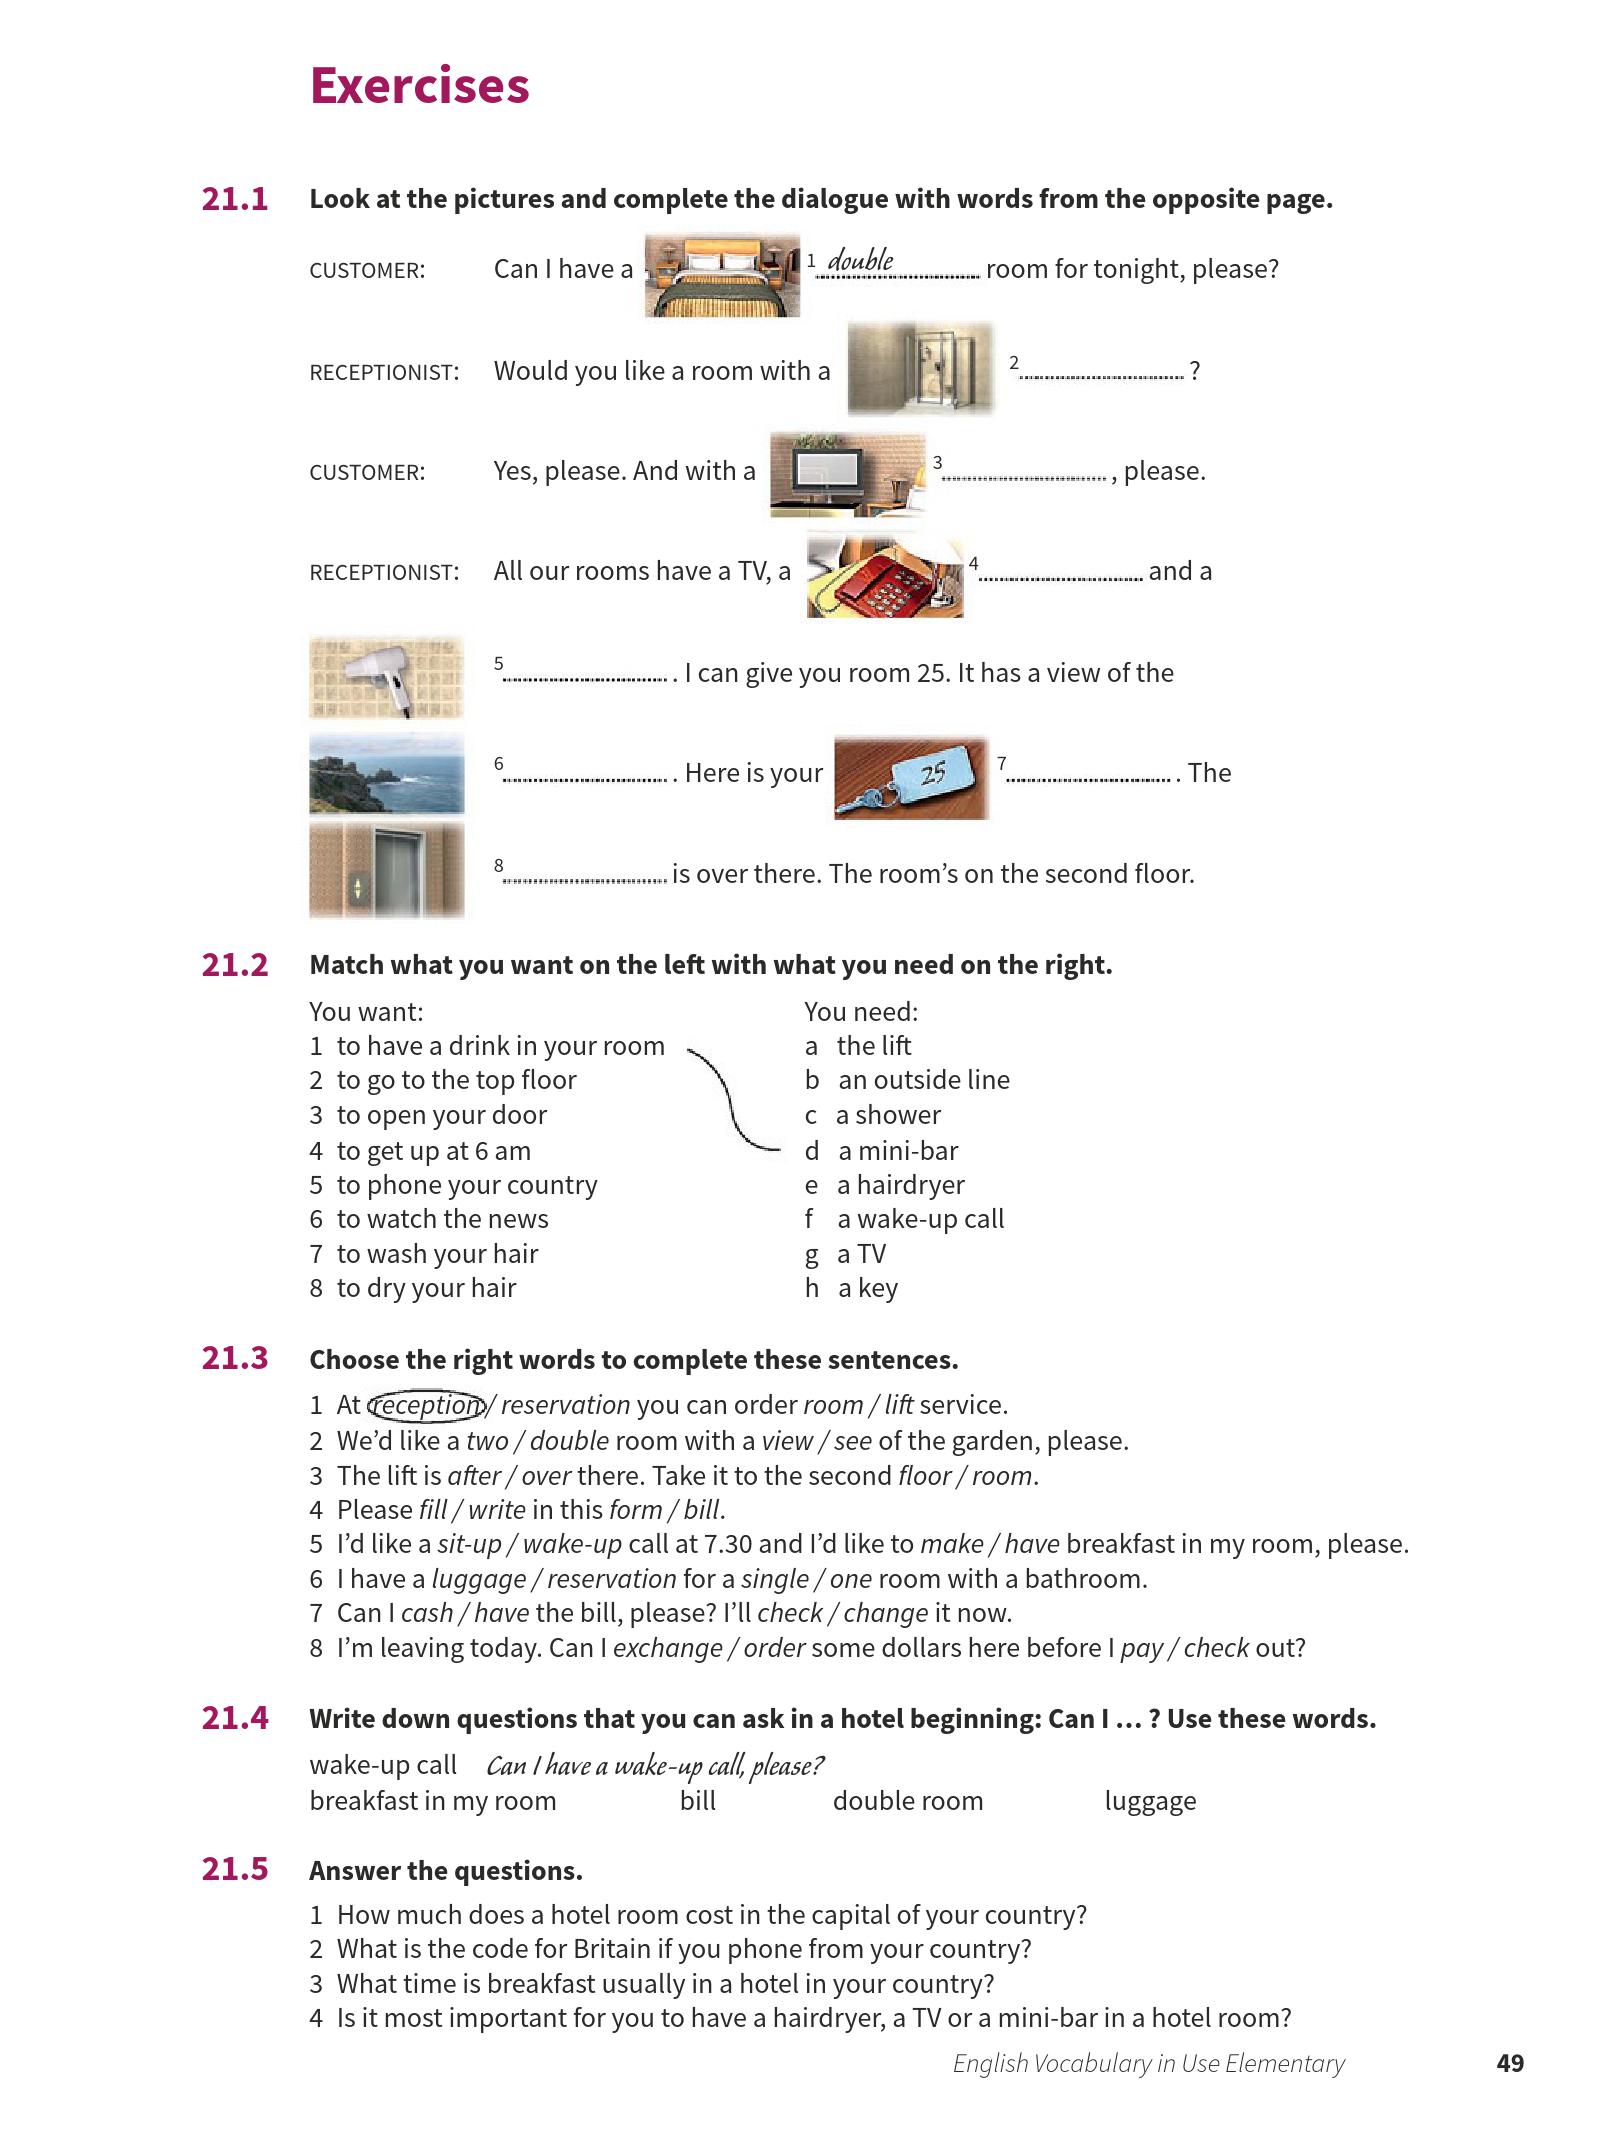 Exercises
21.1 Look at the pictures and complete the dialogue with words from the opposite page.
CUSTOMER: Can I have a 1 double room for tonight, please?
RECEPTIONIST: Would you like a room with a 2 ?
CUSTOMER: Yes, please. And with a 3 , please.
RECEPTIONIST: All our rooms have a TV, a 4 and a
5 . I can give you room 25. It has a view of the
6 . Here is your 25 7 . The
8 is over there. The room's on the second floor.
21.2 Match what you want on the left with what you need on the right.
You want: You need:
1 to have a drink in your room a the lift
2 to go to the top floor b an outside line
3 to open your door c a shower
4 to get up at 6 am d a mini-bar
5 to phone your country e a hairdryer
6 to watch the news f a wake-up call
7 to wash your hair g a TV
8 to dry your hair h a key
21.3 Choose the right words to complete these sentences.
1 At reception / reservation you can order room / lift service.
2 We'd like a two / double room with a view / see of the garden, please.
3 The lift is after / over there. Take it to the second floor / room.
4 Please fill / write in this form / bill.
5 I'd like a sit-up / wake-up call at 7.30 and I'd like to make / have breakfast in my room, please.
6 I have a luggage / reservation for a single / one room with a bathroom.
7 Can I cash / have the bill, please? I'll check / change it now.
8 I'm leaving today. Can I exchange / order some dollars here before I pay / check out?
21.4 Write down questions that you can ask in a hotel beginning: Can I … ? Use these words.
wake-up call Can I have a wake-up call, please?
breakfast in my room bill double room luggage
21.5 Answer the questions.
1 How much does a hotel room cost in the capital of your country?
2 What is the code for Britain if you phone from your country?
3 What time is breakfast usually in a hotel in your country?
4 Is it most important for you to have a hairdryer, a TV or a mini-bar in a hotel room?
English Vocabulary in Use Elementary 49